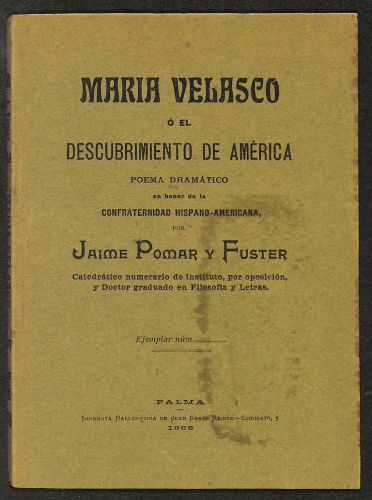 MARIA VELASCO
Ó EL
DESCUBRIMIENTO DE AMÉRICA
POEMA DRAMÁTICO
en honor de la
CONFRATERNIDAD HISPANO-AMERICANA,
POR
JAIME POMAR Y FUSTER
Catedrático numerario de Instituto, por oposición,
y Doctor graduado en Filosofía y Letras.
Ejemplar núm.
PALMA
IMPRENTA MALLORQUINA DE JUAN